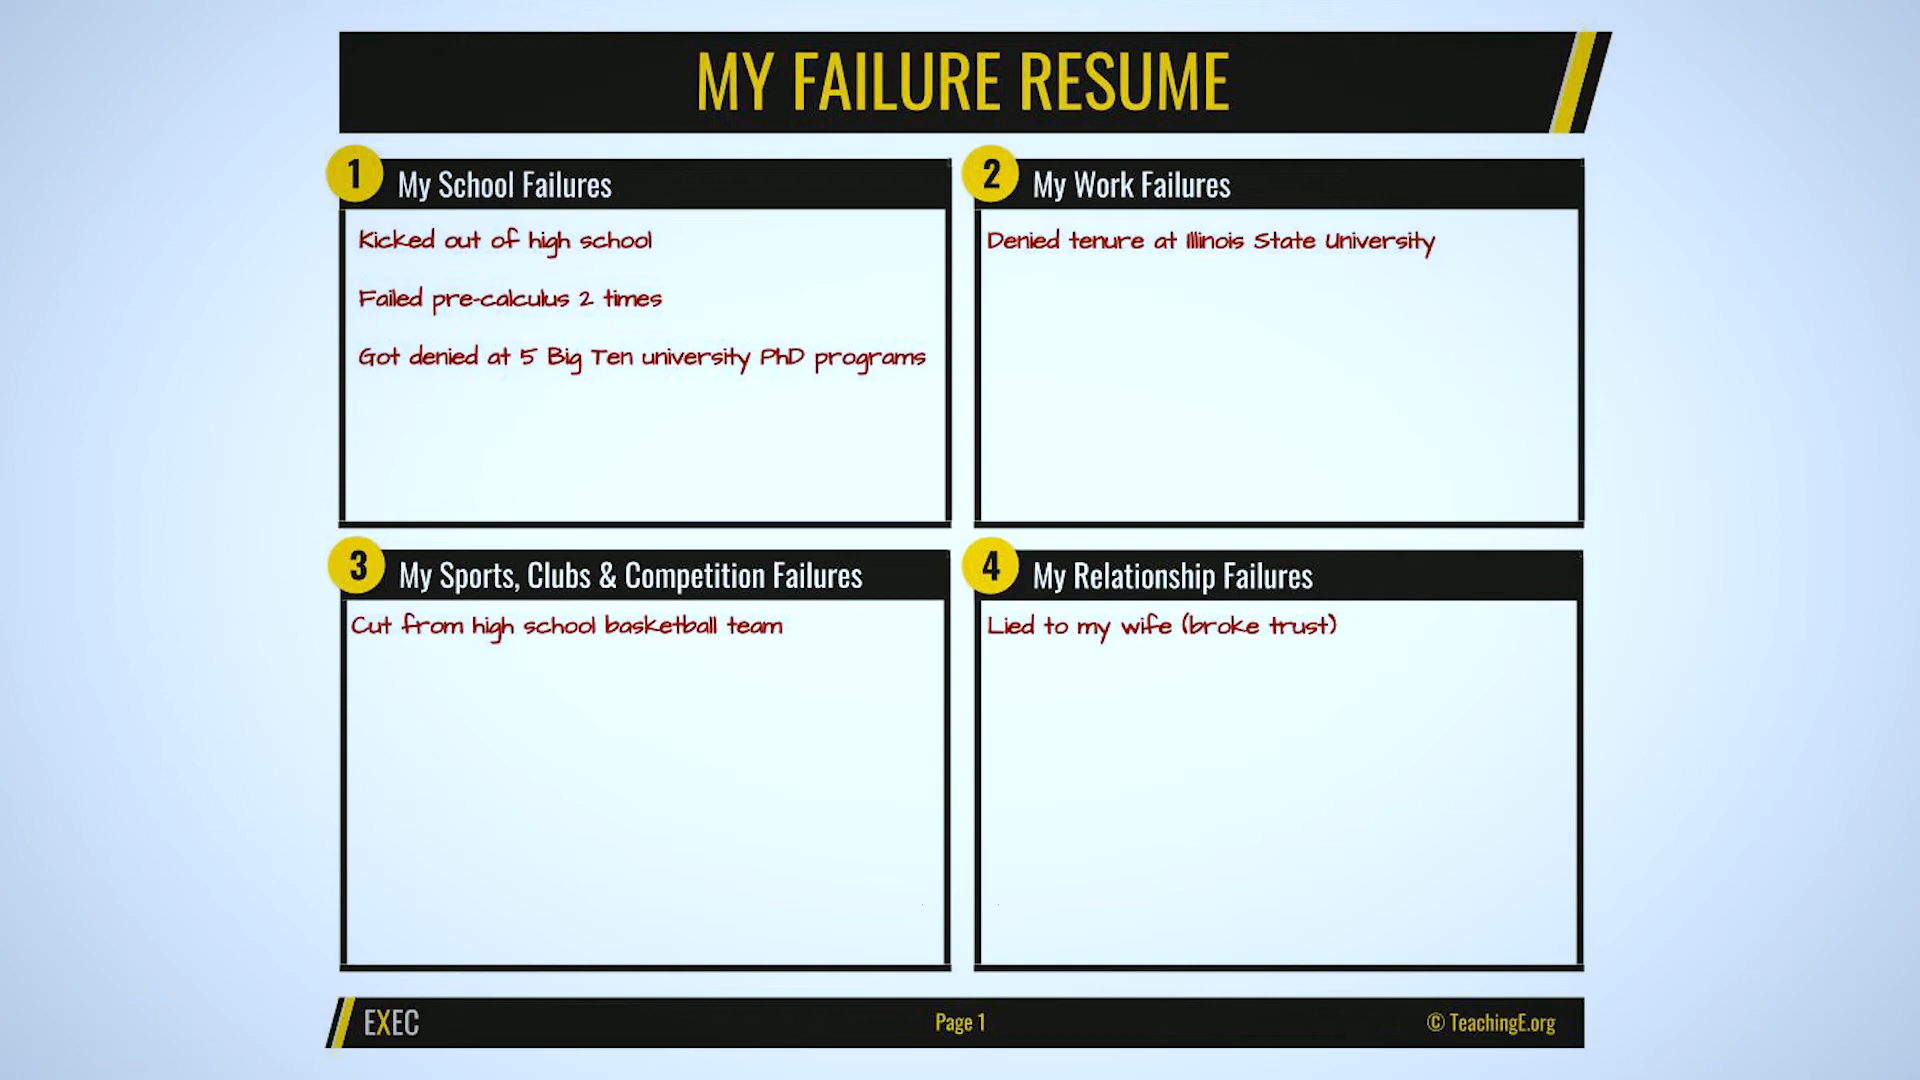 MY FAILURE RESUME
1 My School Failures
Kicked out of high school
Failed pre-calculus 2 times
Got denied at 5 Big Ten university PhD programs
2 My Work Failures
Denied tenure at Illinois State University
3 My Sports, Clubs & Competition Failures
Cut from high school basketball team
4 My Relationship Failures
Lied to my wife (broke trust)
EXEC Page 1 © TeachingE.org